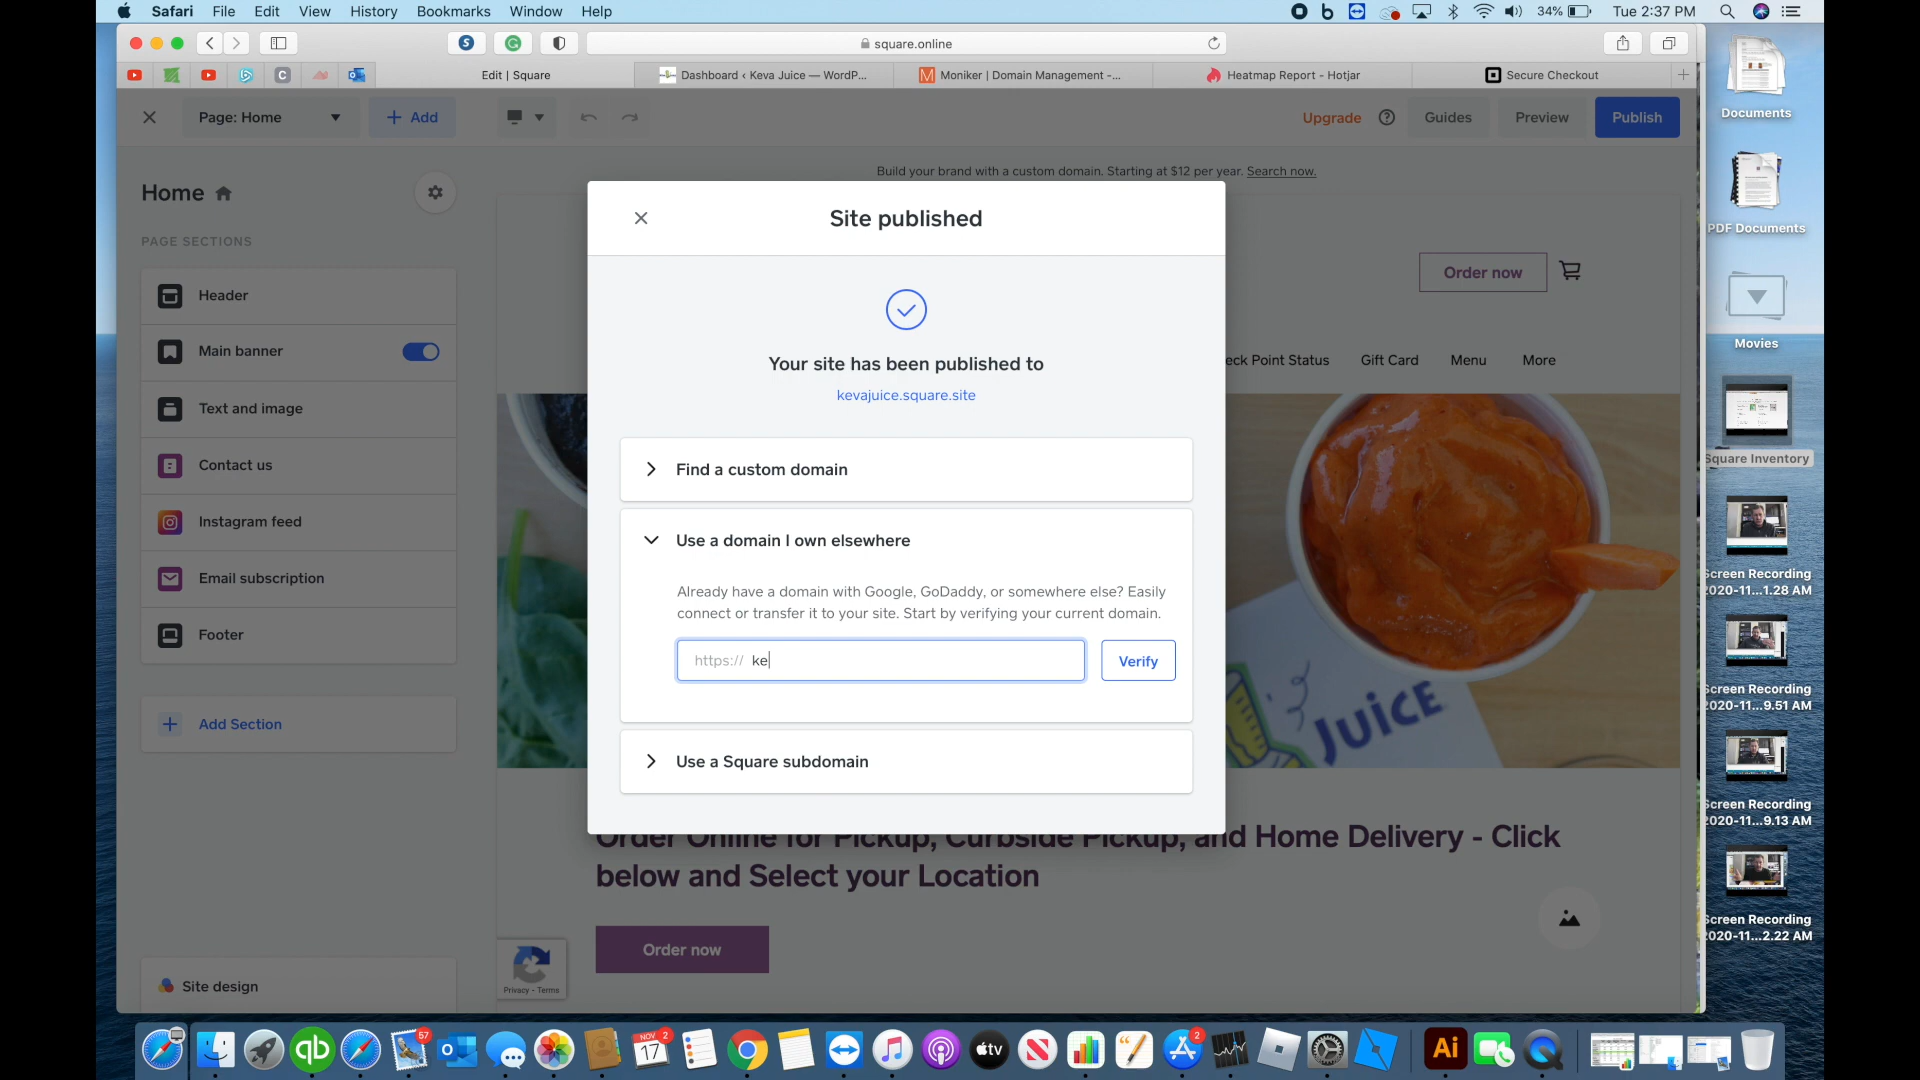 Safari File Edit View History Bookmarks Window Help
34% Tue 2:37 PM
square.online
Edit | Square
Dashboard ‹ Keva Juice — WordP...
Moniker | Domain Management -...
Heatmap Report - Hotjar
Secure Checkout
Page: Home
Add
Upgrade
Guides
Preview
Publish
Build your brand with a custom domain. Starting at $12 per year. Search now.
Home
PAGE SECTIONS
Header
Main banner
Text and image
Contact us
Instagram feed
Email subscription
Footer
Add Section
Site design
Site published
Your site has been published to
kevajuice.square.site
Find a custom domain
Use a domain I own elsewhere
Already have a domain with Google, GoDaddy, or somewhere else? Easily
connect or transfer it to your site. Start by verifying your current domain.
https:// ke
Verify
Use a Square subdomain
Order now
eck Point Status
Gift Card
Menu
More
JUICE
Order Online for Pickup, Curbside Pickup, and Home Delivery - Click
below and Select your Location
Order now
Privacy - Terms
Documents
PDF Documents
Movies
Square Inventory
Screen Recording
2020-11...1.28 AM
Screen Recording
2020-11...9.51 AM
Screen Recording
2020-11...9.13 AM
Screen Recording
2020-11...2.22 AM
57
NOV 2
17
tv
2
Ai